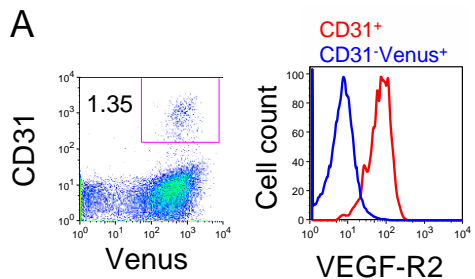 A
CD31⁺
CD31⁻Venus⁺
1.35
10⁴
10³
10²
10¹
10⁰
CD31
10⁰ 10¹ 10² 10³ 10⁴
Venus
Cell count
100
80
60
40
20
0
10⁰ 10¹ 10² 10³ 10⁴
VEGF-R2